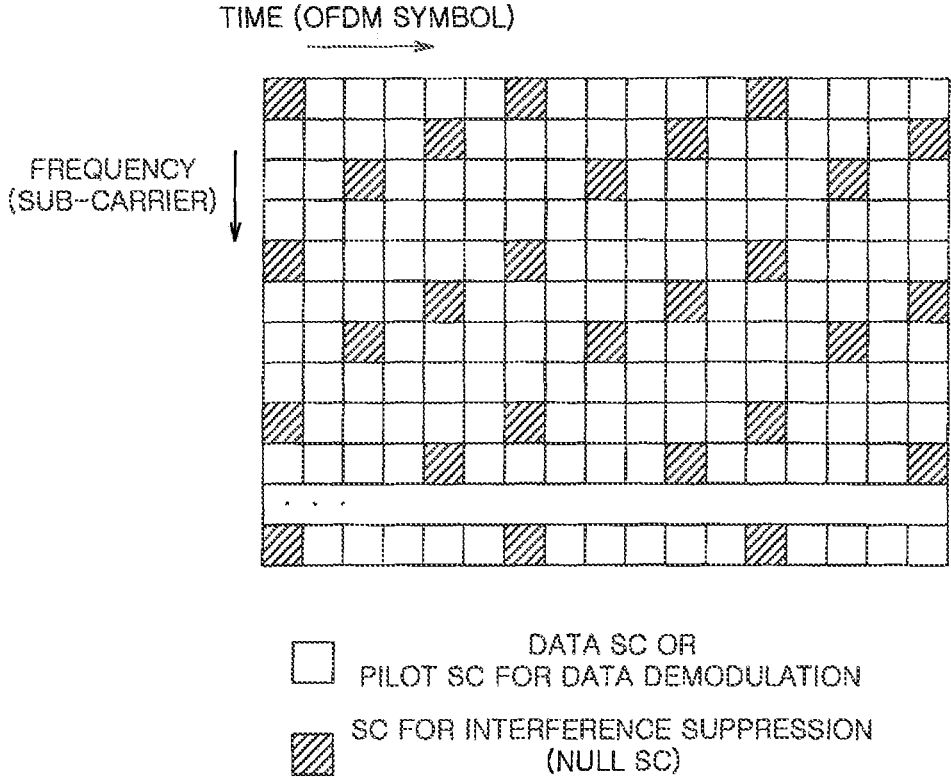 TIME (OFDM SYMBOL)
FREQUENCY
(SUB-CARRIER)
. . .
DATA SC OR
PILOT SC FOR DATA DEMODULATION
SC FOR INTERFERENCE SUPPRESSION
(NULL SC)